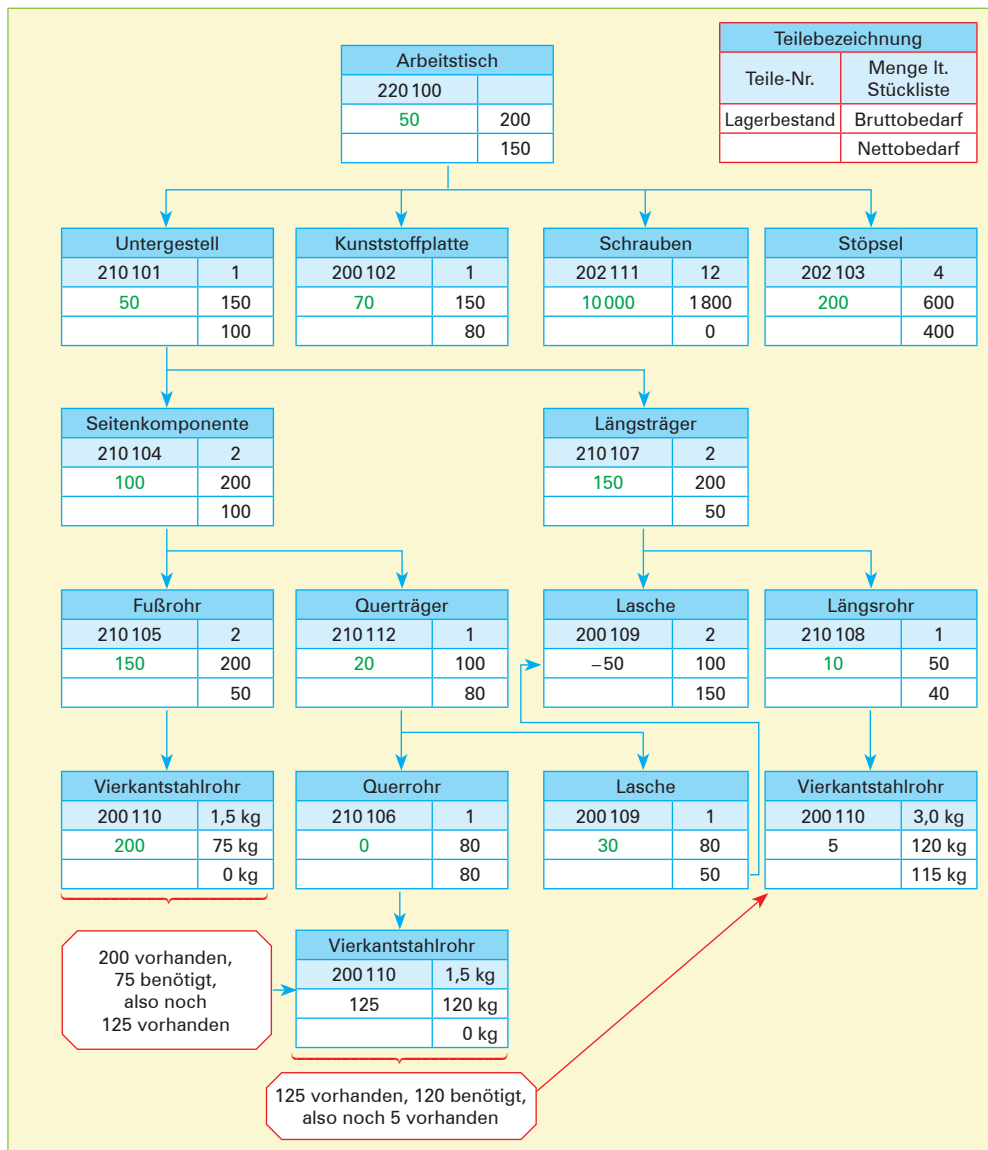 Teilebezeichnung
Teile-Nr.
Menge lt.
Stückliste
Lagerbestand
Bruttobedarf
Nettobedarf
Arbeitstisch
220 100
50
200
150
Untergestell
210 101
1
50
150
100
Kunststoffplatte
200 102
1
70
150
80
Schrauben
202 111
12
10 000
1 800
0
Stöpsel
202 103
4
200
600
400
Seitenkomponente
210 104
2
100
200
100
Längsträger
210 107
2
150
200
50
Fußrohr
210 105
2
150
200
50
Querträger
210 112
1
20
100
80
Lasche
200 109
2
–50
100
150
Längsrohr
210 108
1
10
50
40
Vierkantstahlrohr
200 110
1,5 kg
200
75 kg
0 kg
Querrohr
210 106
1
0
80
80
Lasche
200 109
1
30
80
50
Vierkantstahlrohr
200 110
3,0 kg
5
120 kg
115 kg
200 vorhanden,
75 benötigt,
also noch
125 vorhanden
Vierkantstahlrohr
200 110
1,5 kg
125
120 kg
0 kg
125 vorhanden, 120 benötigt,
also noch 5 vorhanden